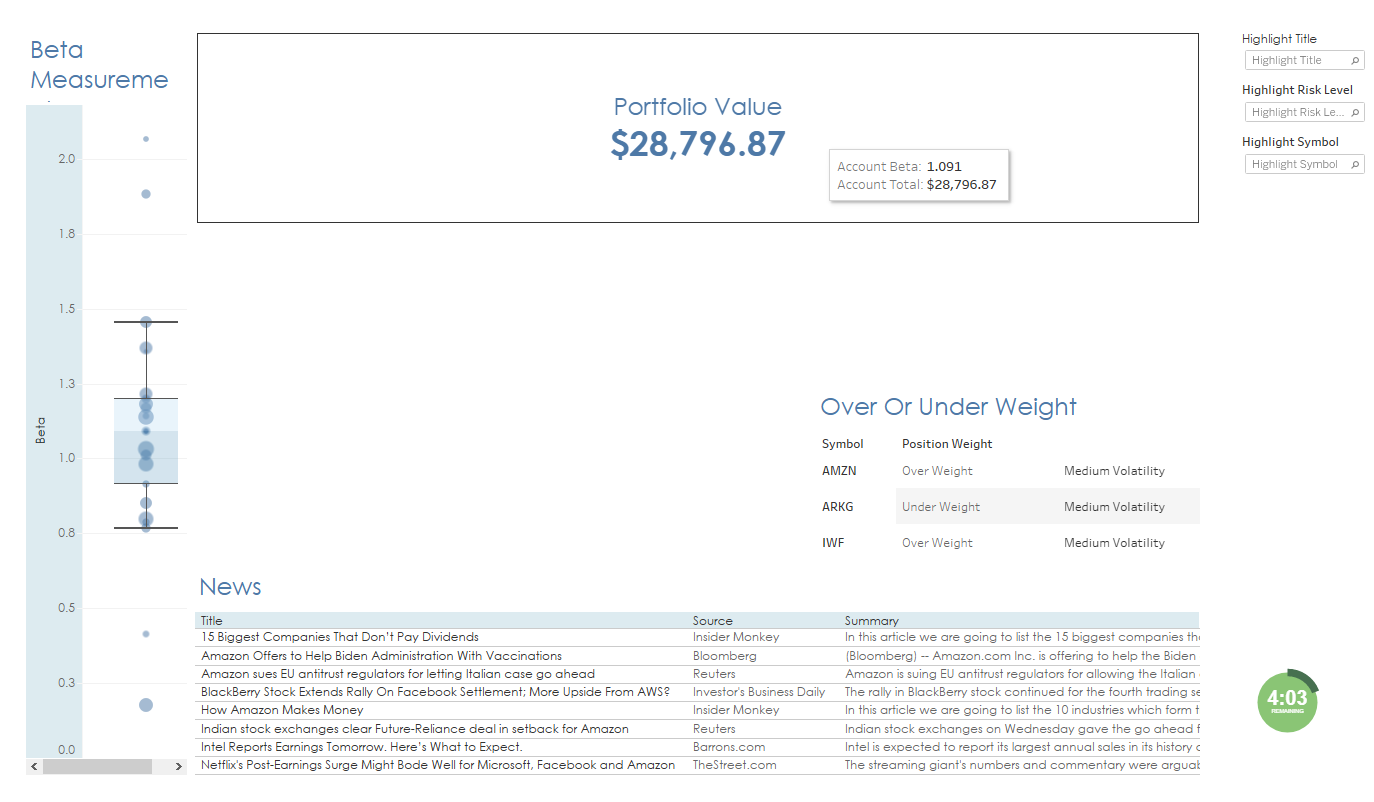 Beta
Measureme
2.0
1.8
1.5
1.3
1.0
0.8
0.5
0.3
0.0
Beta
Portfolio Value
$28,796.87
Account Beta: 1.091
Account Total: $28,796.87
Highlight Title
Highlight Title
Highlight Risk Level
Highlight Risk Le...
Highlight Symbol
Highlight Symbol
Over Or Under Weight
Symbol Position Weight
AMZN Over Weight Medium Volatility
ARKG Under Weight Medium Volatility
IWF Over Weight Medium Volatility
News
Title Source Summary
15 Biggest Companies That Don't Pay Dividends Insider Monkey In this article we are going to list the 15 biggest companies
Amazon Offers to Help Biden Administration With Vaccinations Bloomberg (Bloomberg) -- Amazon.com Inc. is offering to help the Biden
Amazon sues EU antitrust regulators for letting Italian case go ahead Reuters Amazon is suing EU antitrust regulators for allowing the Italian
BlackBerry Stock Extends Rally On Facebook Settlement; More Upside From AWS? Investor's Business Daily The rally in BlackBerry stock continued for the fourth trading se
How Amazon Makes Money Insider Monkey In this article we are going to list the 10 industries which form
Indian stock exchanges clear Future-Reliance deal in setback for Amazon Reuters Indian stock exchanges on Wednesday gave the go ahead
Intel Reports Earnings Tomorrow. Here's What to Expect. Barrons.com Intel is expected to report its largest annual sales in its history
Netflix's Post-Earnings Surge Might Bode Well for Microsoft, Facebook and Amazon TheStreet.com The streaming giant's numbers and commentary were
4:03
REMAINING